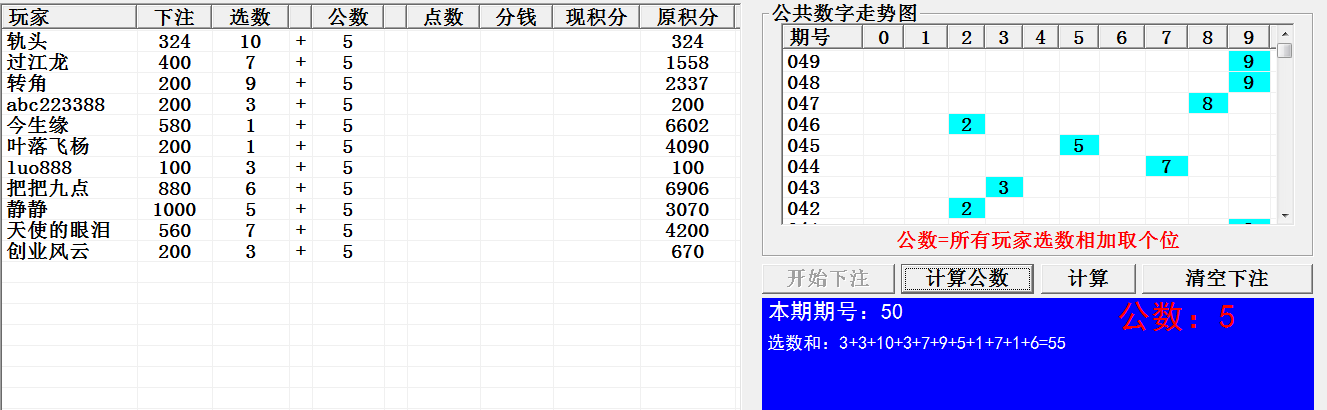 玩家 下注 选数 公数 点数 分钱 现积分 原积分
轨头 324 10 + 5 324
过江龙 400 7 + 5 1558
转角 200 9 + 5 2337
abc223388 200 3 + 5 200
今生缘 580 1 + 5 6602
叶落飞杨 200 1 + 5 4090
luo888 100 3 + 5 100
把把九点 880 6 + 5 6906
静静 1000 5 + 5 3070
天使的眼泪 560 7 + 5 4200
创业风云 200 3 + 5 670
公共数字走势图
期号 0 1 2 3 4 5 6 7 8 9
049 9
048 9
047 8
046 2
045 5
044 7
043 3
042 2
公数=所有玩家选数相加取个位
开始下注 计算公数 计算 清空下注
本期期号：50 公数：5
选数和：3+3+10+3+7+9+5+1+7+1+6=55